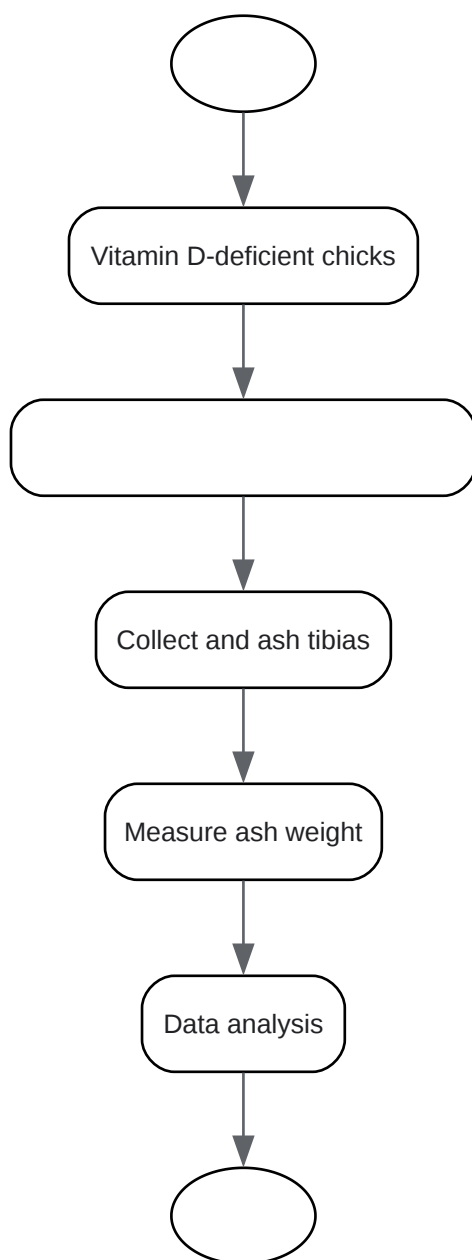 Vitamin D-deficient chicks
Collect and ash tibias
Measure ash weight
Data analysis